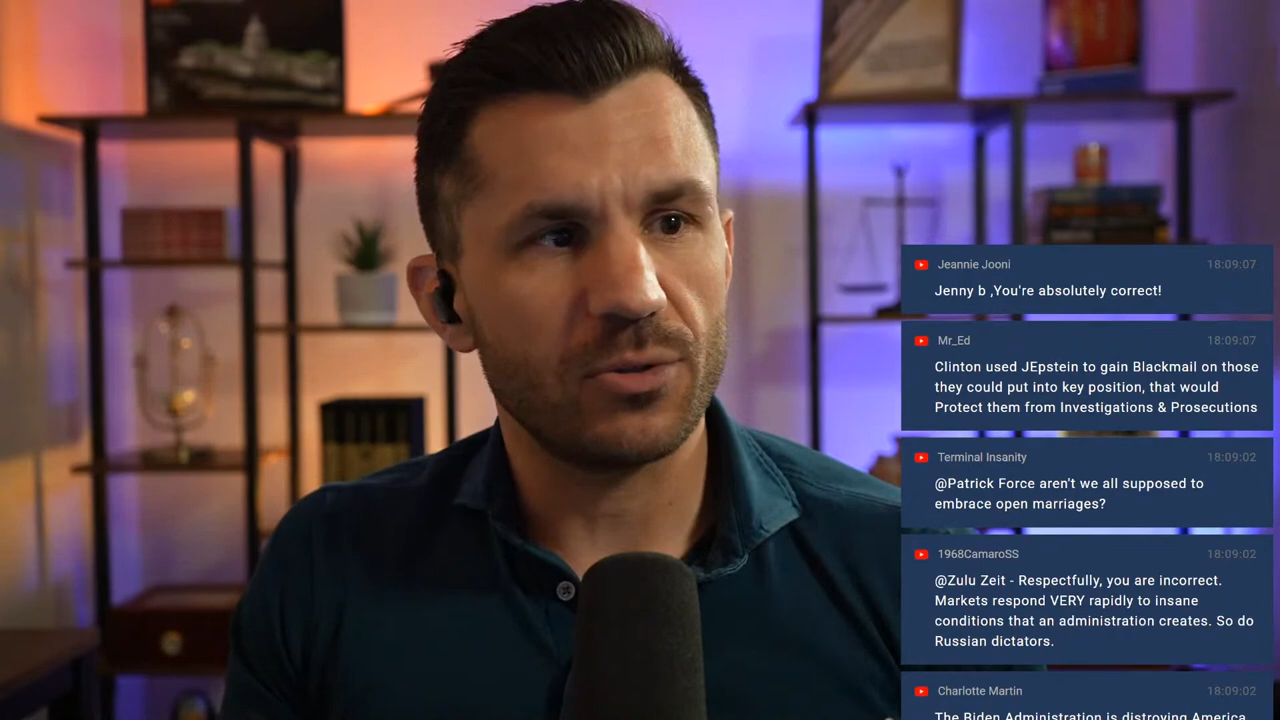 Jeannie Jooni 18:09:07
Jenny b ,You're absolutely correct!
Mr_Ed 18:09:07
Clinton used JEpstein to gain Blackmail on those
they could put into key position, that would
Protect them from Investigations & Prosecutions
Terminal Insanity 18:09:02
@Patrick Force aren't we all supposed to
embrace open marriages?
1968CamaroSS 18:09:02
@Zulu Zeit - Respectfully, you are incorrect.
Markets respond VERY rapidly to insane
conditions that an administration creates. So do
Russian dictators.
Charlotte Martin 18:09:02
The Biden Administration is distroying America